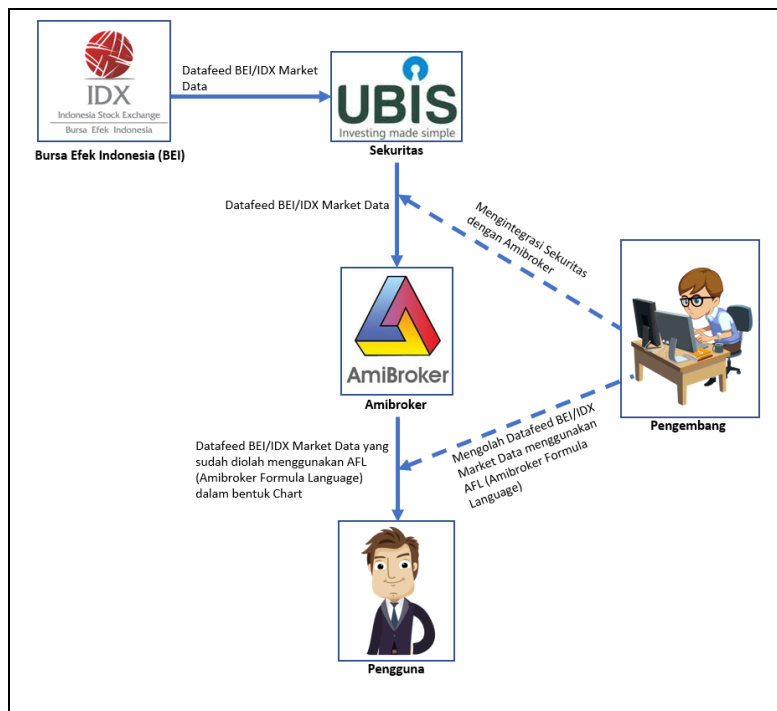 IDX
Indonesia Stock Exchange
Bursa Efek Indonesia
Bursa Efek Indonesia (BEI)
Datafeed BEI/IDX Market
Data
UBIS
Investing made simple
Sekuritas
Datafeed BEI/IDX Market Data
Mengintegrasi Sekuritas
dengan Amibroker
AmiBroker
Amibroker
Pengembang
Datafeed BEI/IDX Market Data yang
sudah diolah menggunakan AFL
(Amibroker Formula Language)
dalam bentuk Chart
Mengolah Datafeed BEI/IDX
Market Data menggunakan
AFL (Amibroker Formula
Language)
Pengguna